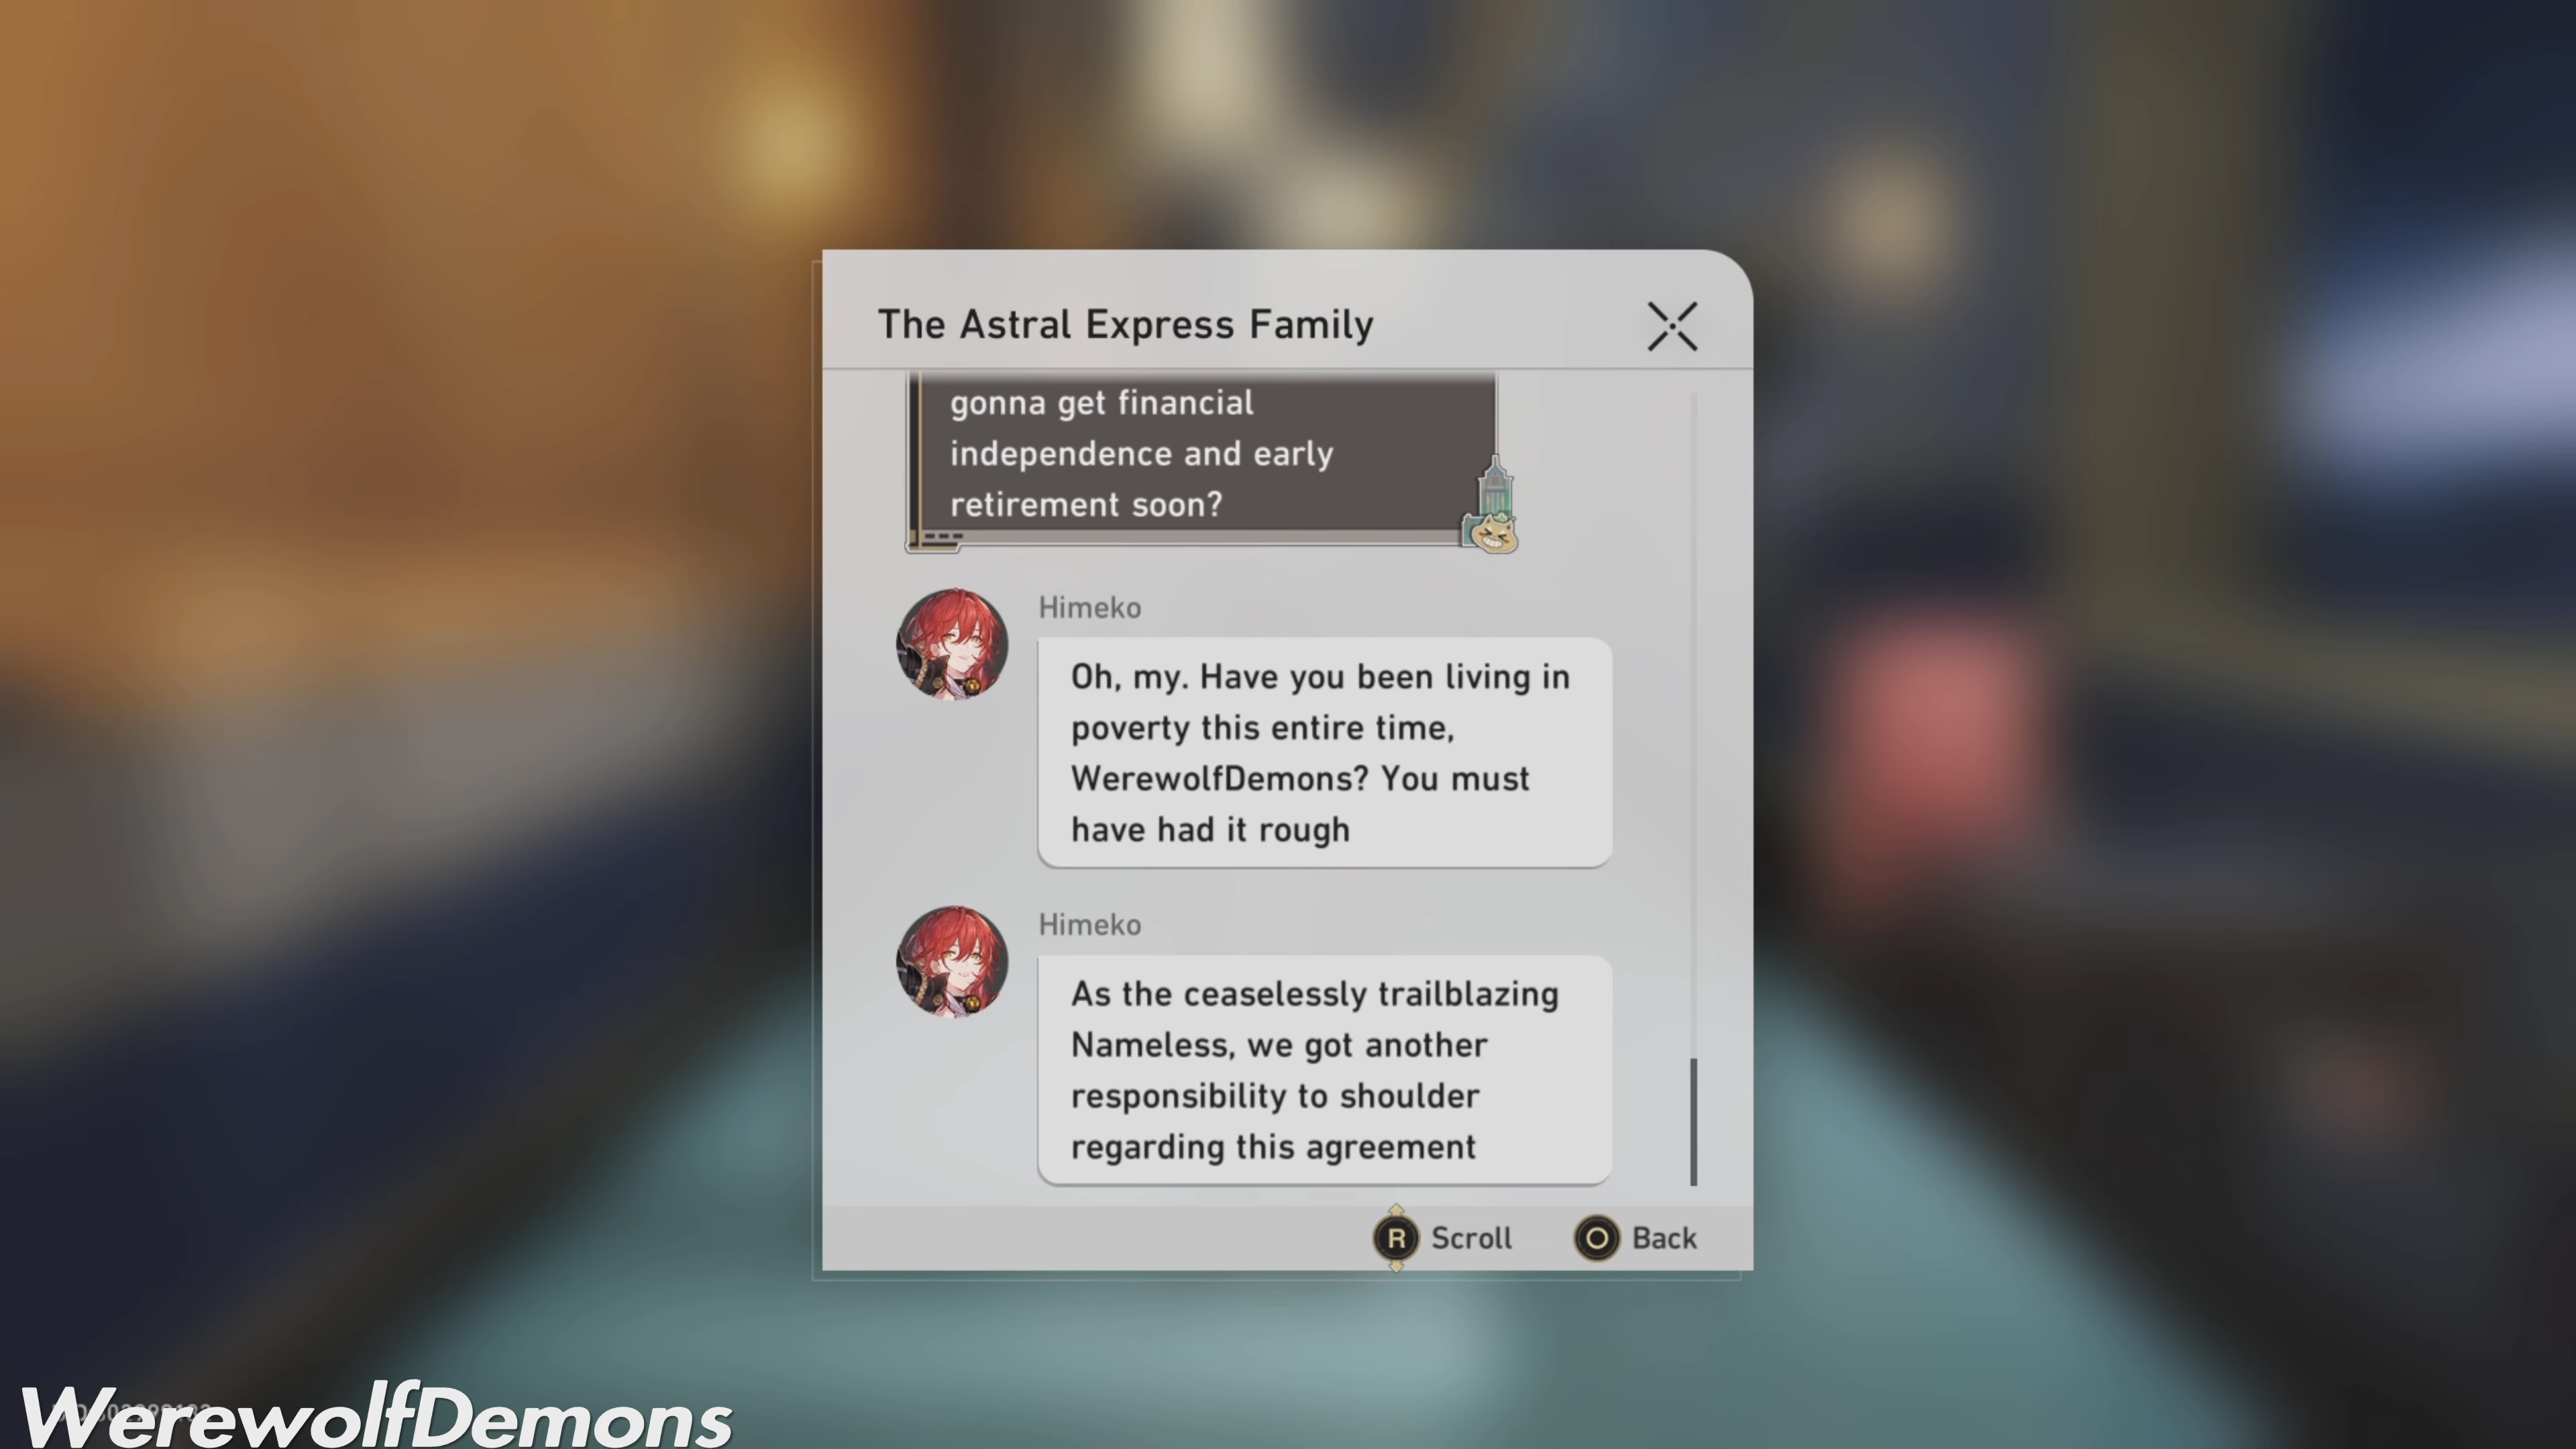 The Astral Express Family
gonna get financial
independence and early
retirement soon?
Himeko
Oh, my. Have you been living in
poverty this entire time,
WerewolfDemons? You must
have had it rough
Himeko
As the ceaselessly trailblazing
Nameless, we got another
responsibility to shoulder
regarding this agreement
R Scroll
Back
WerewolfDemons